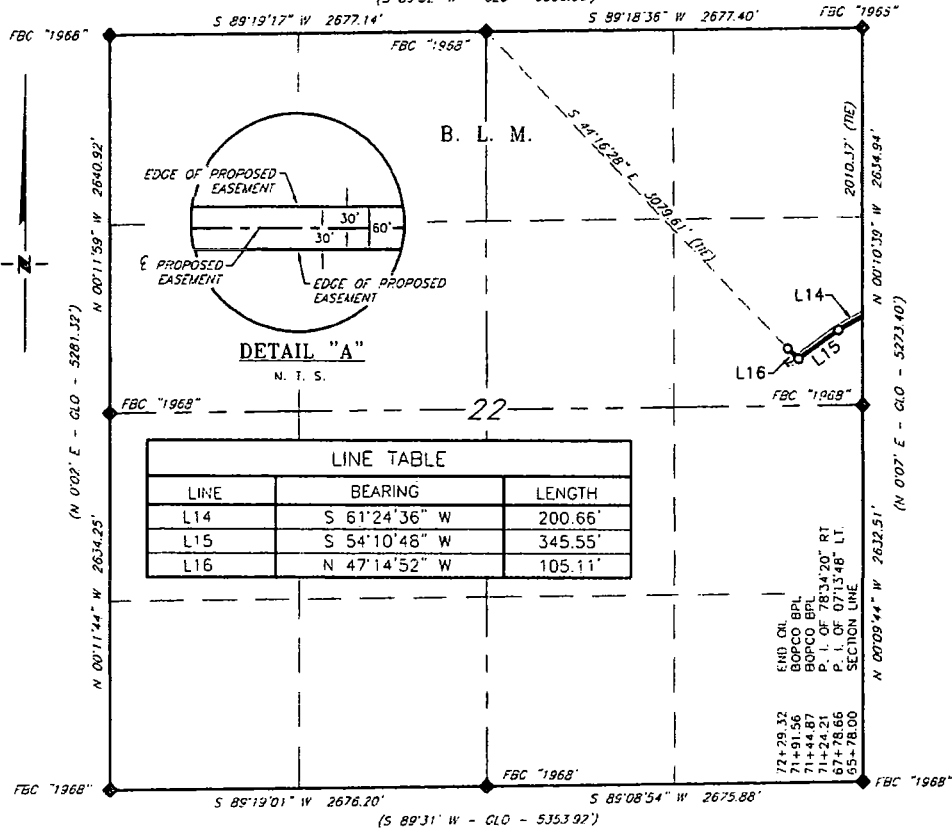 S 89°19'17" W 2677.14'
S 89°18'36" W 2677.40'
FBC "1965"
FBC "1966"
FBC "1968"
B. L. M.
S 44°16'28" E 3079.61' (TIE)
2010.37' (TIE)
N 00°10'39" W 2634.94'
N 00°11'59" W 2640.92'
EDGE OF PROPOSED
EASEMENT
30'
30'
60'
℄ PROPOSED
EASEMENT
EDGE OF PROPOSED
EASEMENT
DETAIL "A"
N. T. S.
L14
L15
L16
FBC "1968"
22
FBC "1968"
(N 0°02' E - GLO - 5281.32')
(N 0°07' E - GLO - 5273.40')
LINE TABLE
LINE BEARING LENGTH
L14 S 61°24'36" W 200.66'
L15 S 54°10'48" W 345.55'
L16 N 47°14'52" W 105.11'
N 00°11'44" W 2634.25'
N 00°09'44" W 2632.51'
72+29.32 END CL
71+91.56 BOPCO BPL
71+44.87 BOPCO BPL
71+24.21 P. I. OF 78°34'20" RT
67+78.66 P. I. OF 07°13'48" LT.
65+78.00 SECTION LINE
FBC "1968"
FBC "1968'
FBC "1968"
S 89°19'01" W 2676.20'
S 89°08'54" W 2675.88'
(S 89°31' W - GLO - 5353.92')